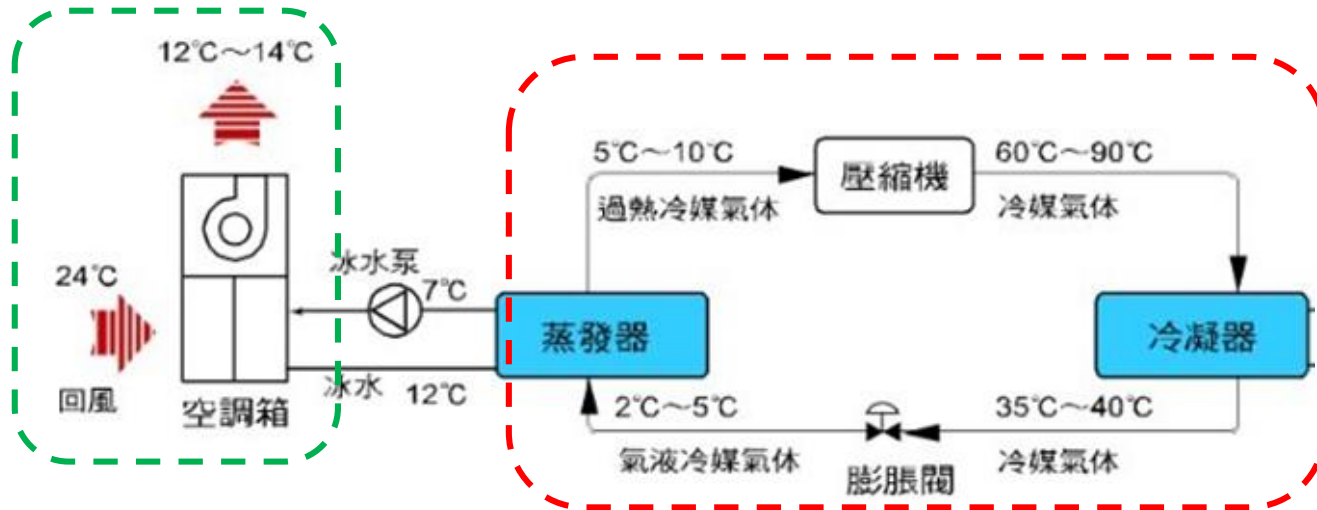 12℃～14℃
24℃
回風
空調箱
冰水泵
7℃
冰水
12℃
5℃～10℃
過熱冷媒氣体
壓縮機
60℃～90℃
冷媒氣体
蒸發器
冷凝器
2℃～5℃
氣液冷媒氣体
膨脹閥
35℃～40℃
冷媒氣体